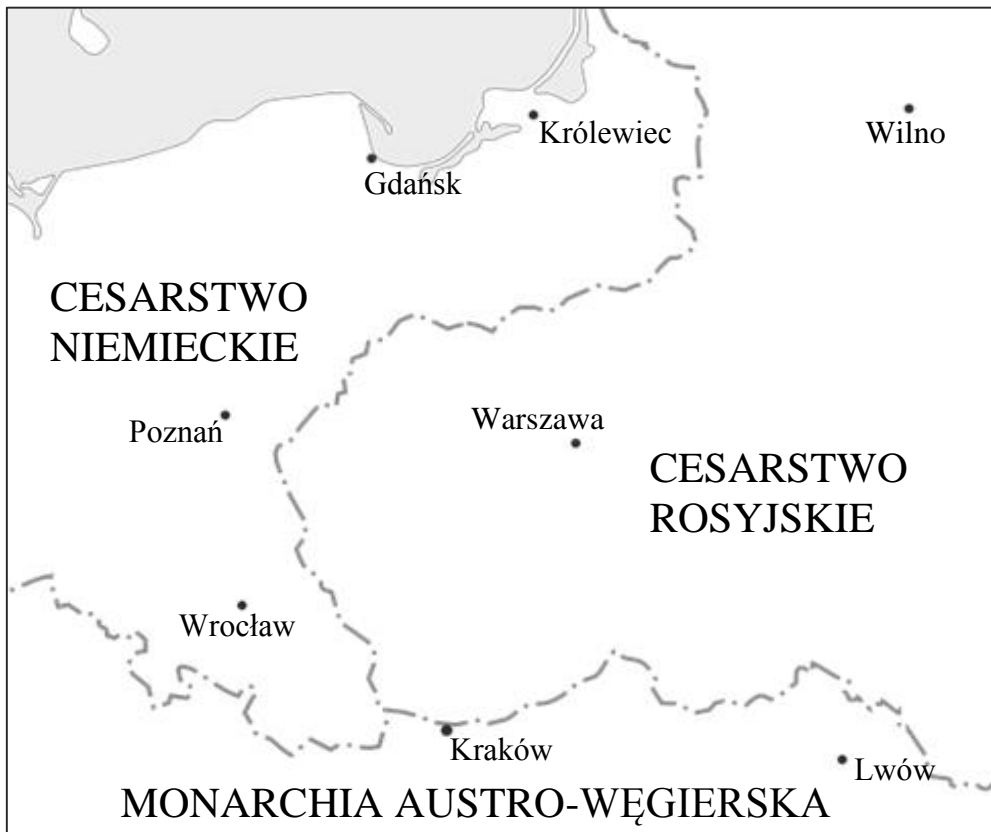 Królewiec
Wilno
Gdańsk
CESARSTWO
NIEMIECKIE
Poznań
Warszawa
CESARSTWO
ROSYJSKIE
Wrocław
Kraków
Lwów
MONARCHIA AUSTRO-WĘGIERSKA